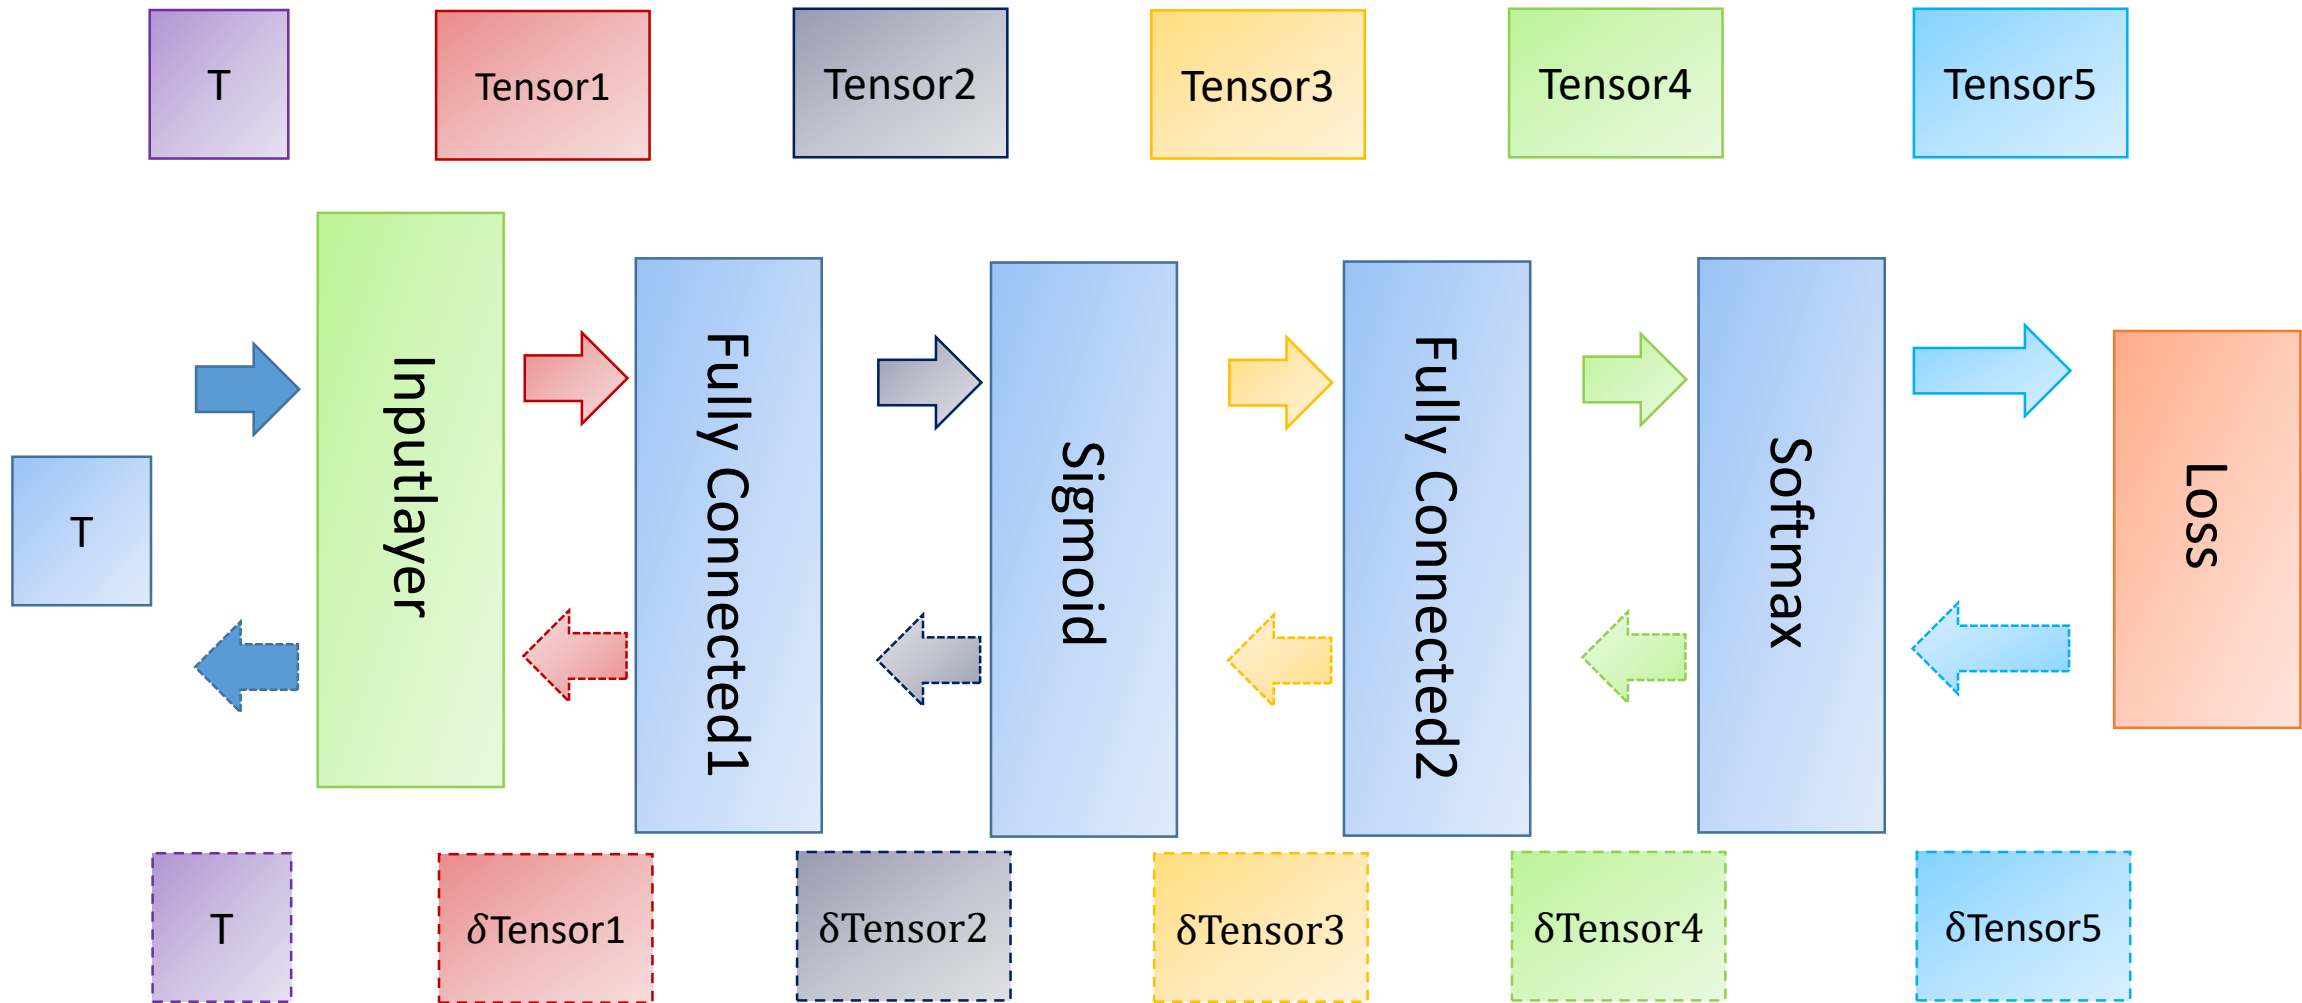 T
Tensor1
Tensor2
Tensor3
Tensor4
Tensor5
T
Inputlayer
Fully Connected1
Sigmoid
Fully Connected2
Softmax
Loss
T
δTensor1
δTensor2
δTensor3
δTensor4
δTensor5